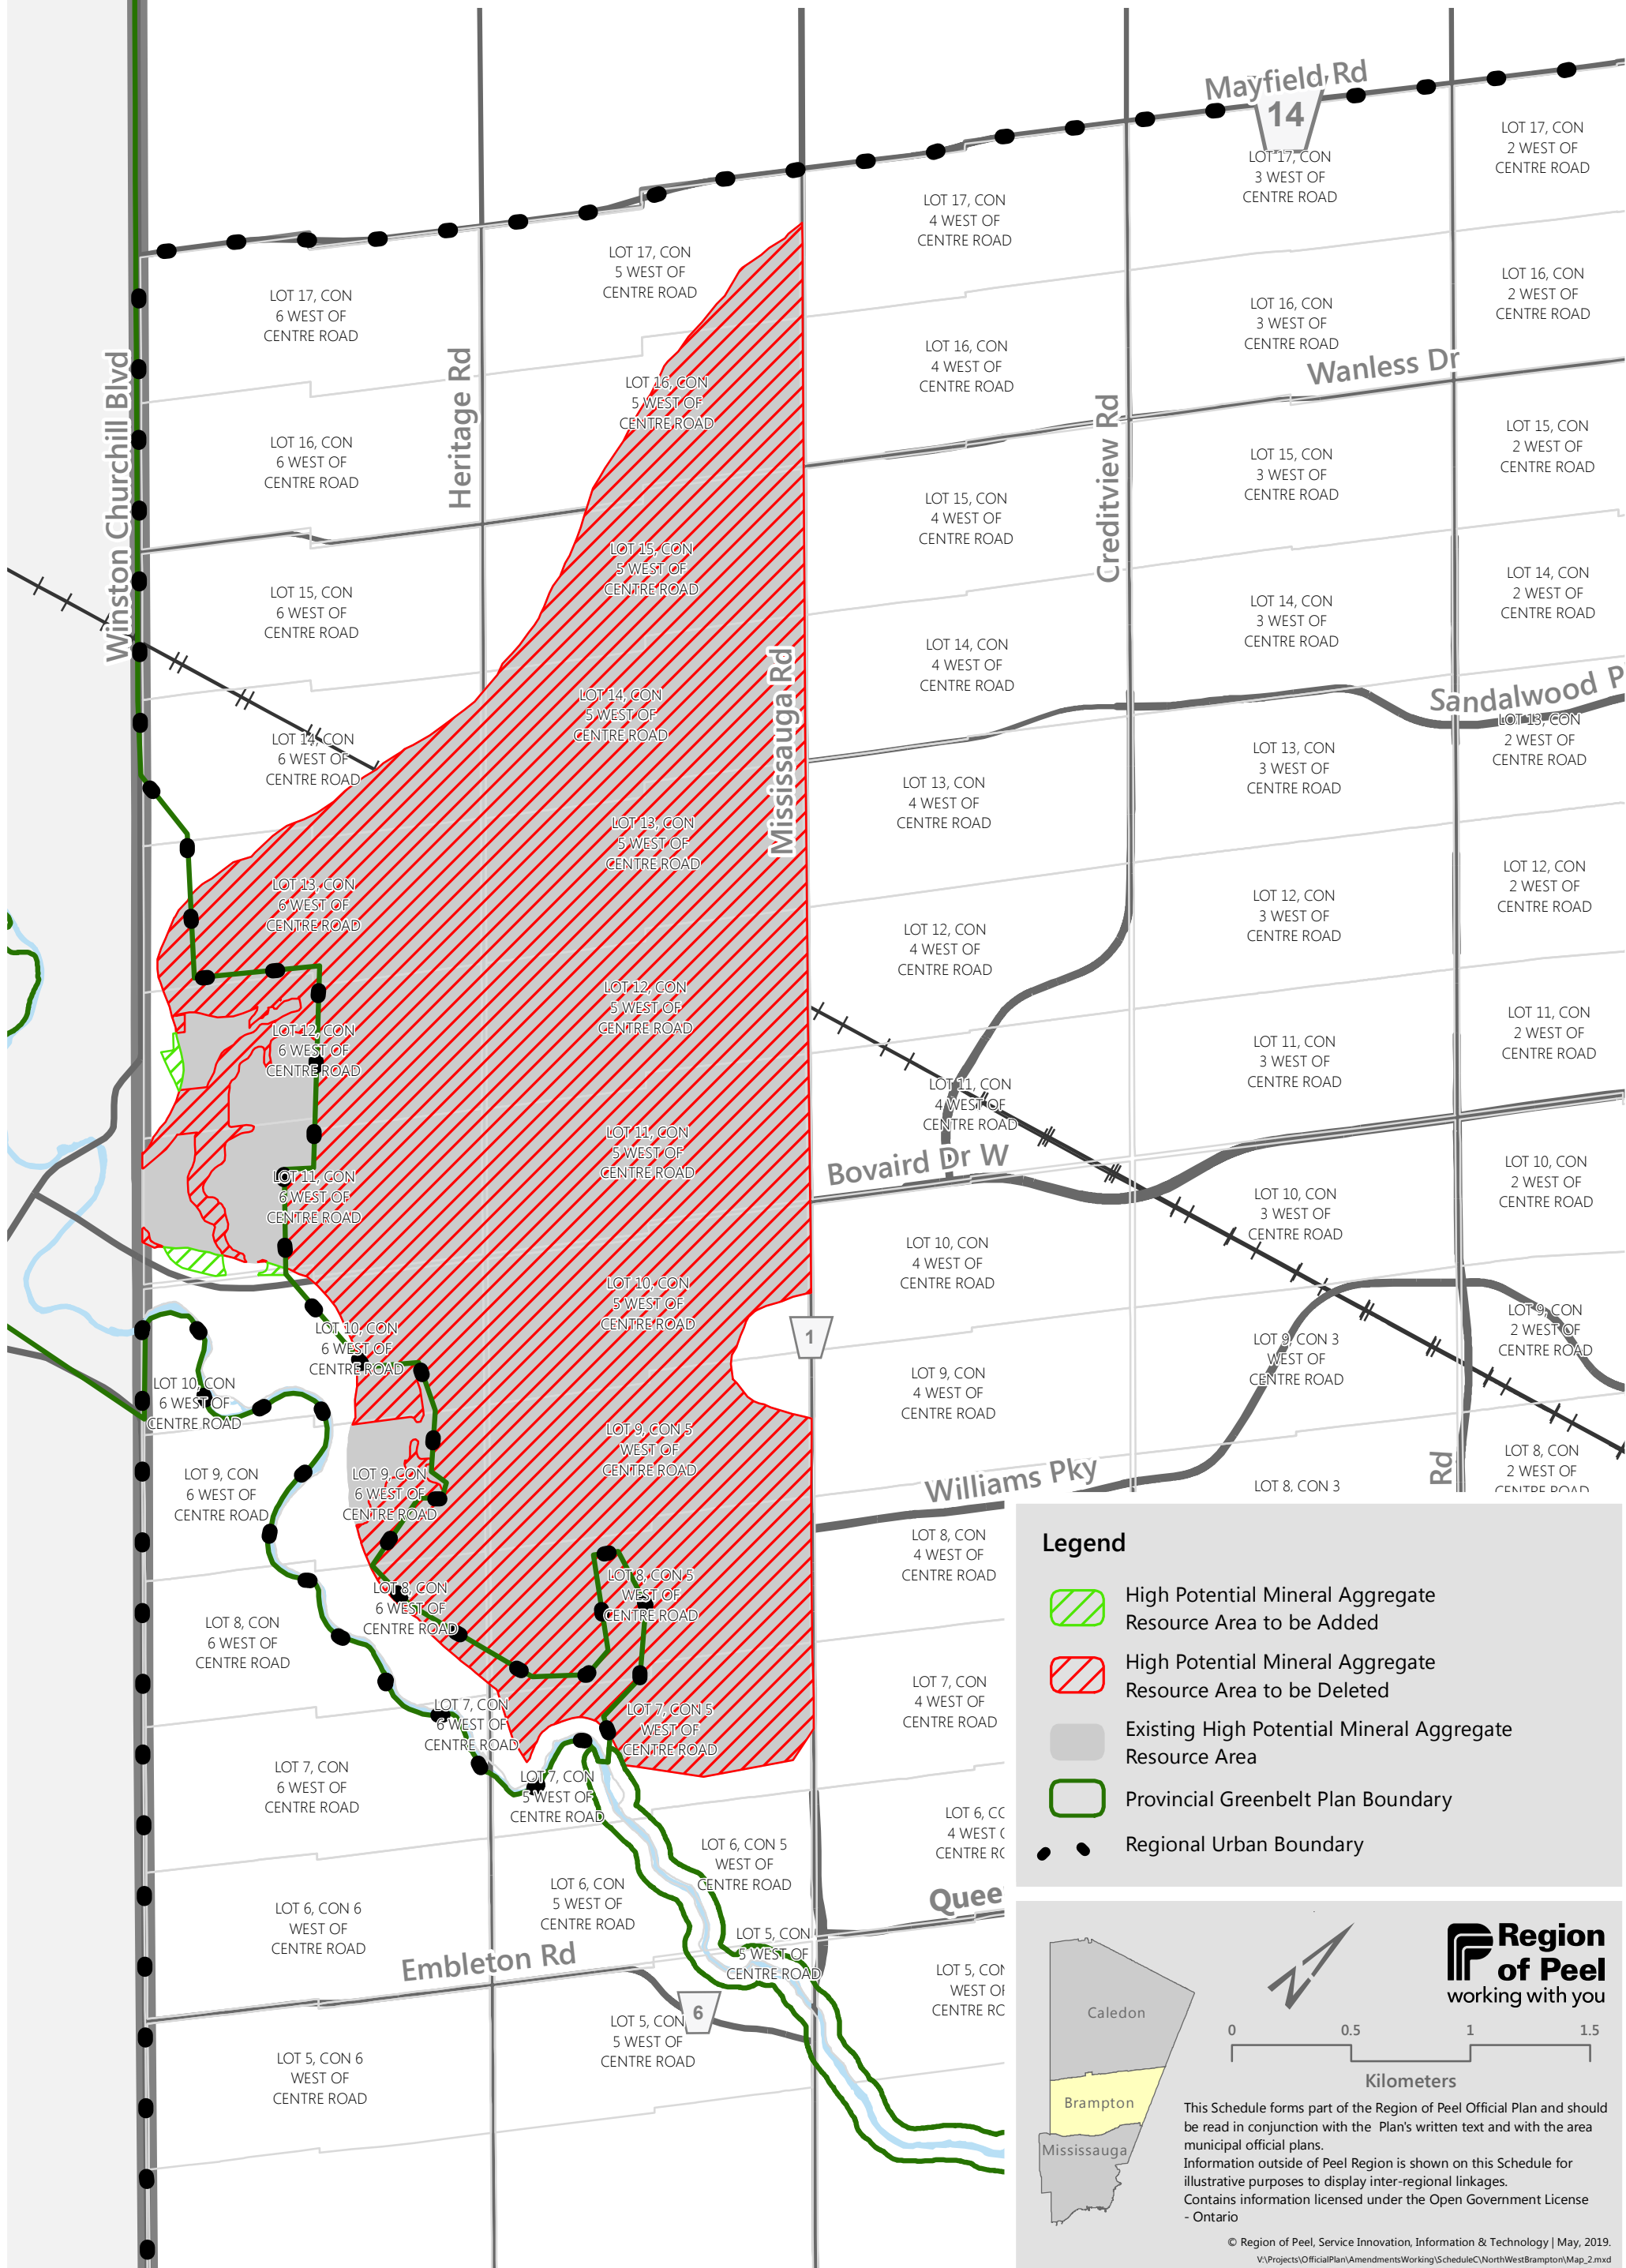 Mayfield Rd
14
LOT 17, CON
2 WEST OF
CENTRE ROAD
LOT 17, CON
3 WEST OF
CENTRE ROAD
LOT 17, CON
4 WEST OF
CENTRE ROAD
LOT 17, CON
5 WEST OF
CENTRE ROAD
LOT 17, CON
6 WEST OF
CENTRE ROAD
LOT 16, CON
2 WEST OF
CENTRE ROAD
LOT 16, CON
3 WEST OF
CENTRE ROAD
Wanless Dr
LOT 16, CON
4 WEST OF
CENTRE ROAD
LOT 16, CON
5 WEST OF
CENTRE ROAD
LOT 16, CON
6 WEST OF
CENTRE ROAD
Winston Churchill Blvd
Heritage Rd
Creditview Rd
Mississauga Rd
LOT 15, CON
2 WEST OF
CENTRE ROAD
LOT 15, CON
3 WEST OF
CENTRE ROAD
LOT 15, CON
4 WEST OF
CENTRE ROAD
LOT 15, CON
5 WEST OF
CENTRE ROAD
LOT 15, CON
6 WEST OF
CENTRE ROAD
LOT 14, CON
2 WEST OF
CENTRE ROAD
LOT 14, CON
3 WEST OF
CENTRE ROAD
LOT 14, CON
4 WEST OF
CENTRE ROAD
LOT 14, CON
5 WEST OF
CENTRE ROAD
LOT 14, CON
6 WEST OF
CENTRE ROAD
Sandalwood P
LOT 13, CON
2 WEST OF
CENTRE ROAD
LOT 13, CON
3 WEST OF
CENTRE ROAD
LOT 13, CON
4 WEST OF
CENTRE ROAD
LOT 13, CON
5 WEST OF
CENTRE ROAD
LOT 13, CON
6 WEST OF
CENTRE ROAD
LOT 12, CON
2 WEST OF
CENTRE ROAD
LOT 12, CON
3 WEST OF
CENTRE ROAD
LOT 12, CON
4 WEST OF
CENTRE ROAD
LOT 12, CON
5 WEST OF
CENTRE ROAD
LOT 12, CON
6 WEST OF
CENTRE ROAD
LOT 11, CON
2 WEST OF
CENTRE ROAD
LOT 11, CON
3 WEST OF
CENTRE ROAD
LOT 11, CON
4 WEST OF
CENTRE ROAD
LOT 11, CON
5 WEST OF
CENTRE ROAD
LOT 11, CON
6 WEST OF
CENTRE ROAD
Bovaird Dr W
LOT 10, CON
2 WEST OF
CENTRE ROAD
LOT 10, CON
3 WEST OF
CENTRE ROAD
LOT 10, CON
4 WEST OF
CENTRE ROAD
LOT 10, CON
5 WEST OF
CENTRE ROAD
LOT 10, CON
6 WEST OF
CENTRE ROAD
LOT 10, CON
6 WEST OF
CENTRE ROAD
1
LOT 9, CON
2 WEST OF
CENTRE ROAD
LOT 9, CON 3
WEST OF
CENTRE ROAD
LOT 9, CON
4 WEST OF
CENTRE ROAD
LOT 9, CON 5
WEST OF
CENTRE ROAD
LOT 9, CON
6 WEST OF
CENTRE ROAD
LOT 9, CON
6 WEST OF
CENTRE ROAD
Williams Pky
Rd
LOT 8, CON
2 WEST OF
CENTRE ROAD
LOT 8, CON 3
LOT 8, CON
4 WEST OF
CENTRE ROAD
LOT 8, CON 5
WEST OF
CENTRE ROAD
LOT 8, CON
6 WEST OF
CENTRE ROAD
LOT 8, CON
6 WEST OF
CENTRE ROAD
LOT 7, CON
4 WEST OF
CENTRE ROAD
LOT 7, CON 5
WEST OF
CENTRE ROAD
LOT 7, CON
6 WEST OF
CENTRE ROAD
LOT 7, CON
6 WEST OF
CENTRE ROAD
LOT 7, CON
5 WEST OF
CENTRE ROAD
LOT 6, CO
4 WEST O
CENTRE RO
LOT 6, CON 5
WEST OF
CENTRE ROAD
LOT 6, CON
5 WEST OF
CENTRE ROAD
LOT 6, CON 6
WEST OF
CENTRE ROAD
Quee
Embleton Rd
6
LOT 5, CON
5 WEST OF
CENTRE ROAD
LOT 5, CON
WEST OF
CENTRE RO
LOT 5, CON
5 WEST OF
CENTRE ROAD
LOT 5, CON 6
WEST OF
CENTRE ROAD
Legend
High Potential Mineral Aggregate
Resource Area to be Added
High Potential Mineral Aggregate
Resource Area to be Deleted
Existing High Potential Mineral Aggregate
Resource Area
Provincial Greenbelt Plan Boundary
Regional Urban Boundary
Caledon
Brampton
Mississauga
N
Region
of Peel
working with you
0 0.5 1 1.5
Kilometers
This Schedule forms part of the Region of Peel Official Plan and should
be read in conjunction with the Plan's written text and with the area
municipal official plans.
Information outside of Peel Region is shown on this Schedule for
illustrative purposes to display inter-regional linkages.
Contains information licensed under the Open Government License
- Ontario
© Region of Peel, Service Innovation, Information & Technology | May, 2019.
V:\Projects\OfficialPlan\AmendmentsWorking\ScheduleC\NorthWestBrampton\Map_2.mxd